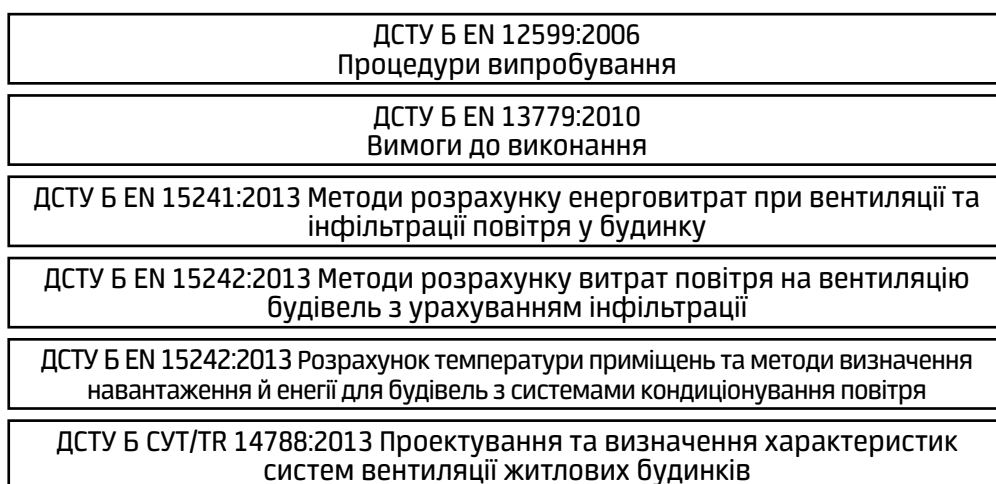 ДСТУ Б EN 12599:2006
Процедури випробування
ДСТУ Б EN 13779:2010
Вимоги до виконання
ДСТУ Б EN 15241:2013 Методи розрахунку енерговитрат при вентиляції та
інфільтрації повітря у будинку
ДСТУ Б EN 15242:2013 Методи розрахунку витрат повітря на вентиляцію
будівель з урахуванням інфільтрації
ДСТУ Б EN 15242:2013 Розрахунок температури приміщень та методи визначення
навантаження й енегії для будівель з системами кондиціонування повітря
ДСТУ Б СУТ/TR 14788:2013 Проектування та визначення характеристик
систем вентиляції житлових будинків